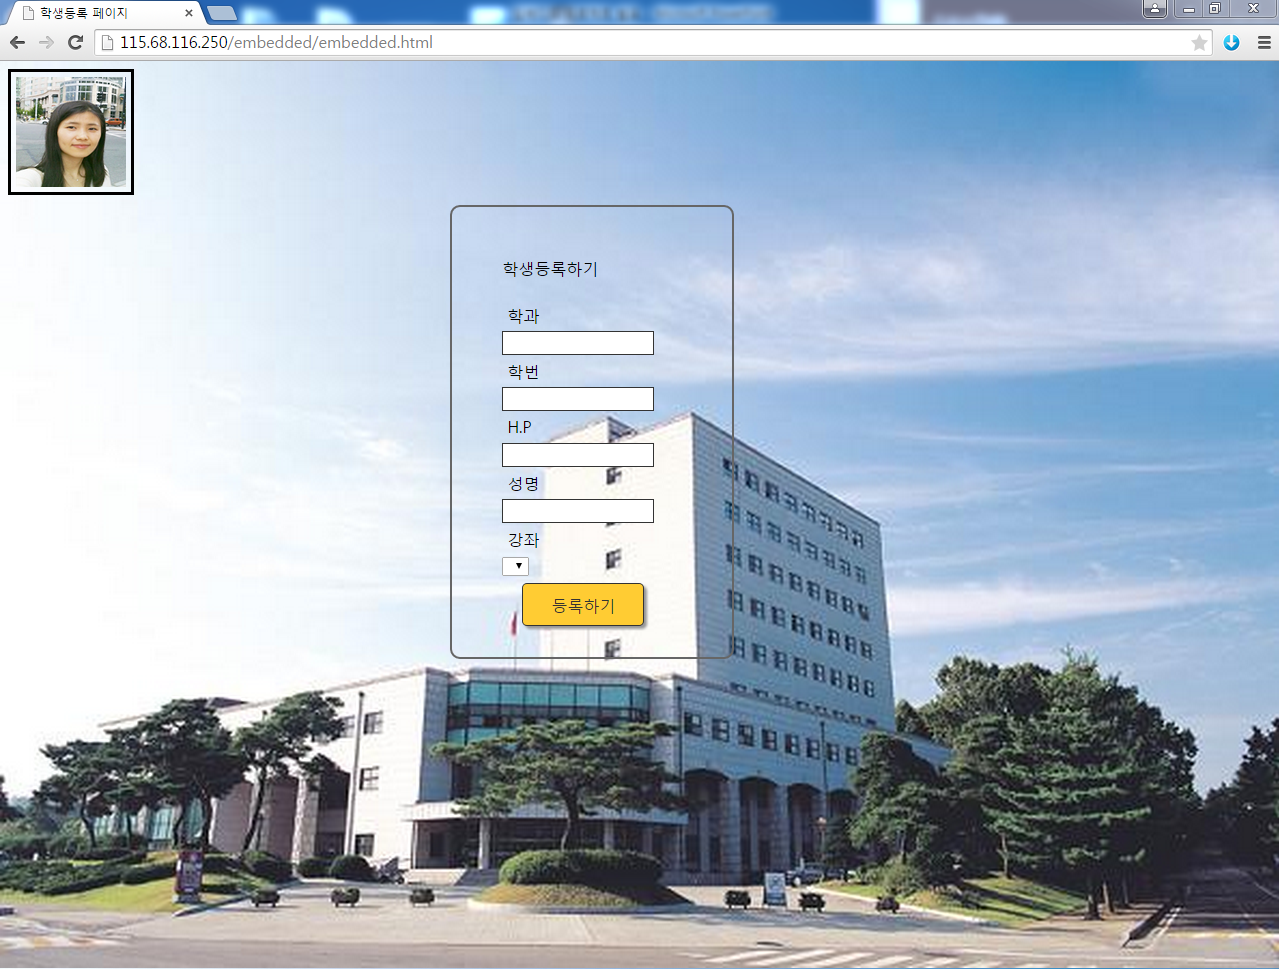 학생등록 페이지
115.68.116.250/embedded/embedded.html
학생등록하기
학과
학번
H.P
성명
강좌
등록하기